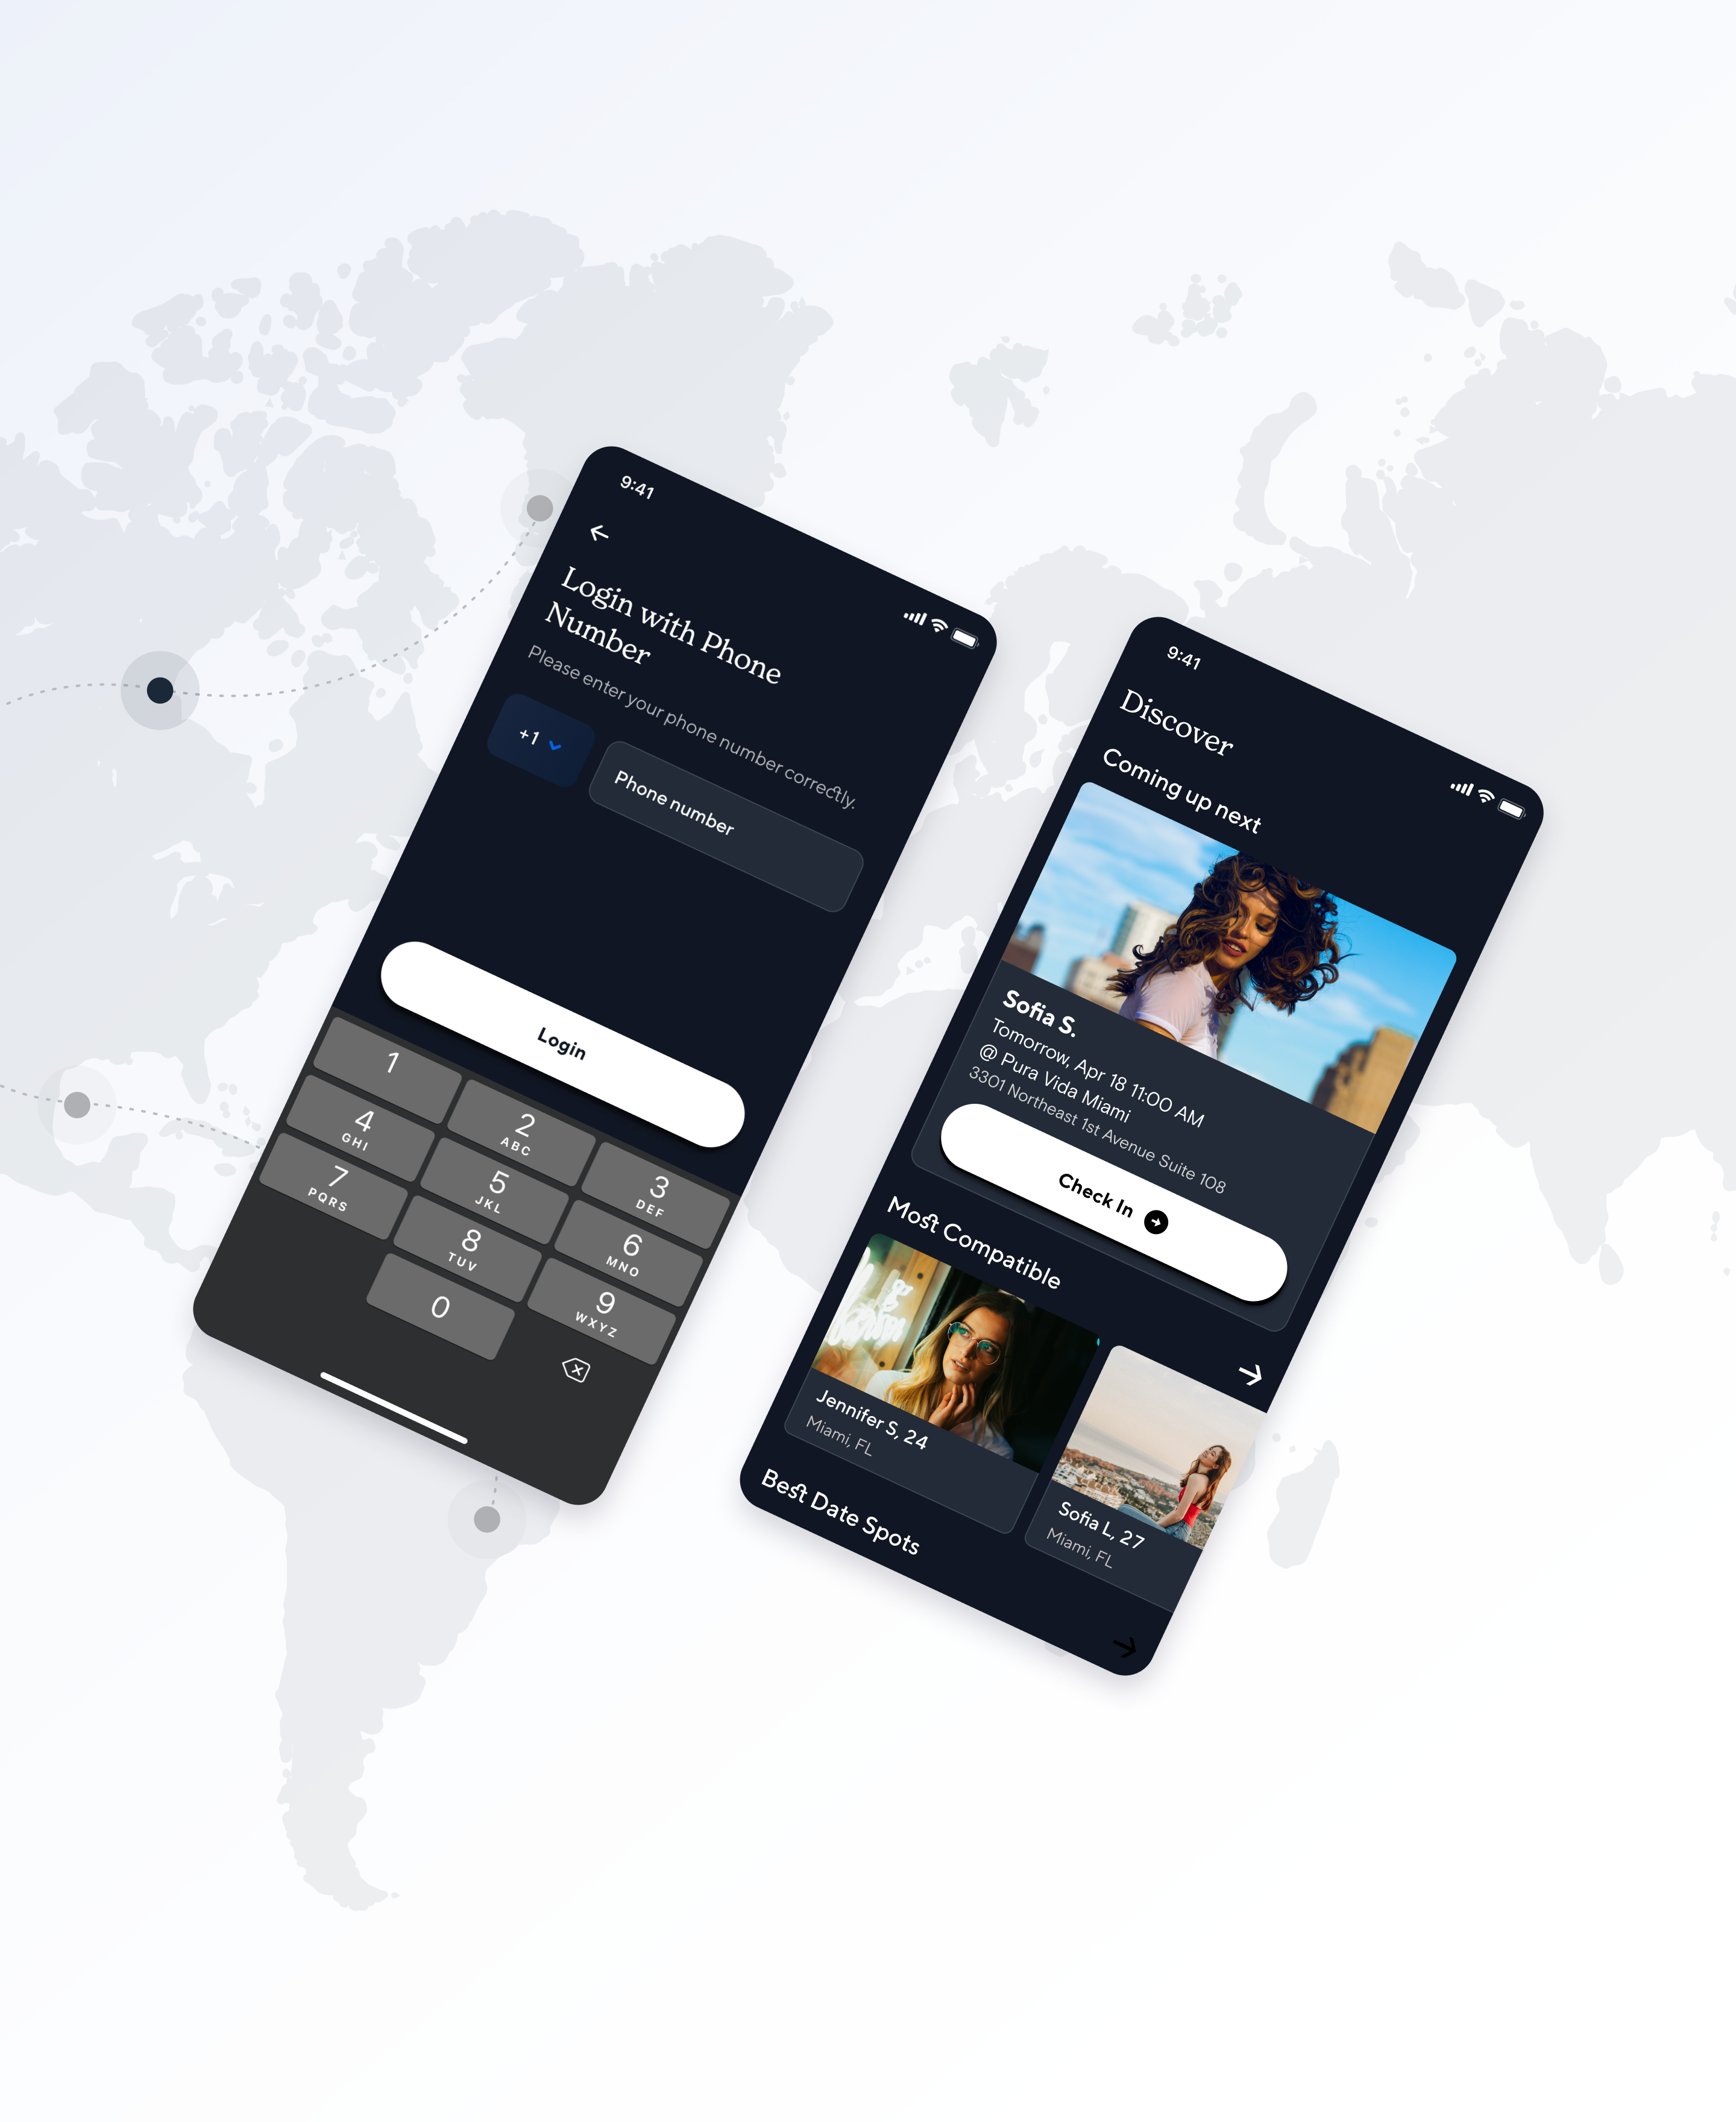 9:41
Login with Phone
Number
Please enter your phone number correctly.
+1
Phone number
Login
1
2
ABC
3
DEF
4
GHI
5
JKL
6
MNO
7
PQRS
8
TUV
9
WXYZ
0
9:41
Discover
Coming up next
Sofia S.
Tomorrow, Apr 18 11:00 AM
@ Pura Vida Miami
3301 Northeast 1st Avenue Suite 108
Check In
Most Compatible
Jennifer S, 24
Miami, FL
Sofia L, 27
Miami, FL
Best Date Spots